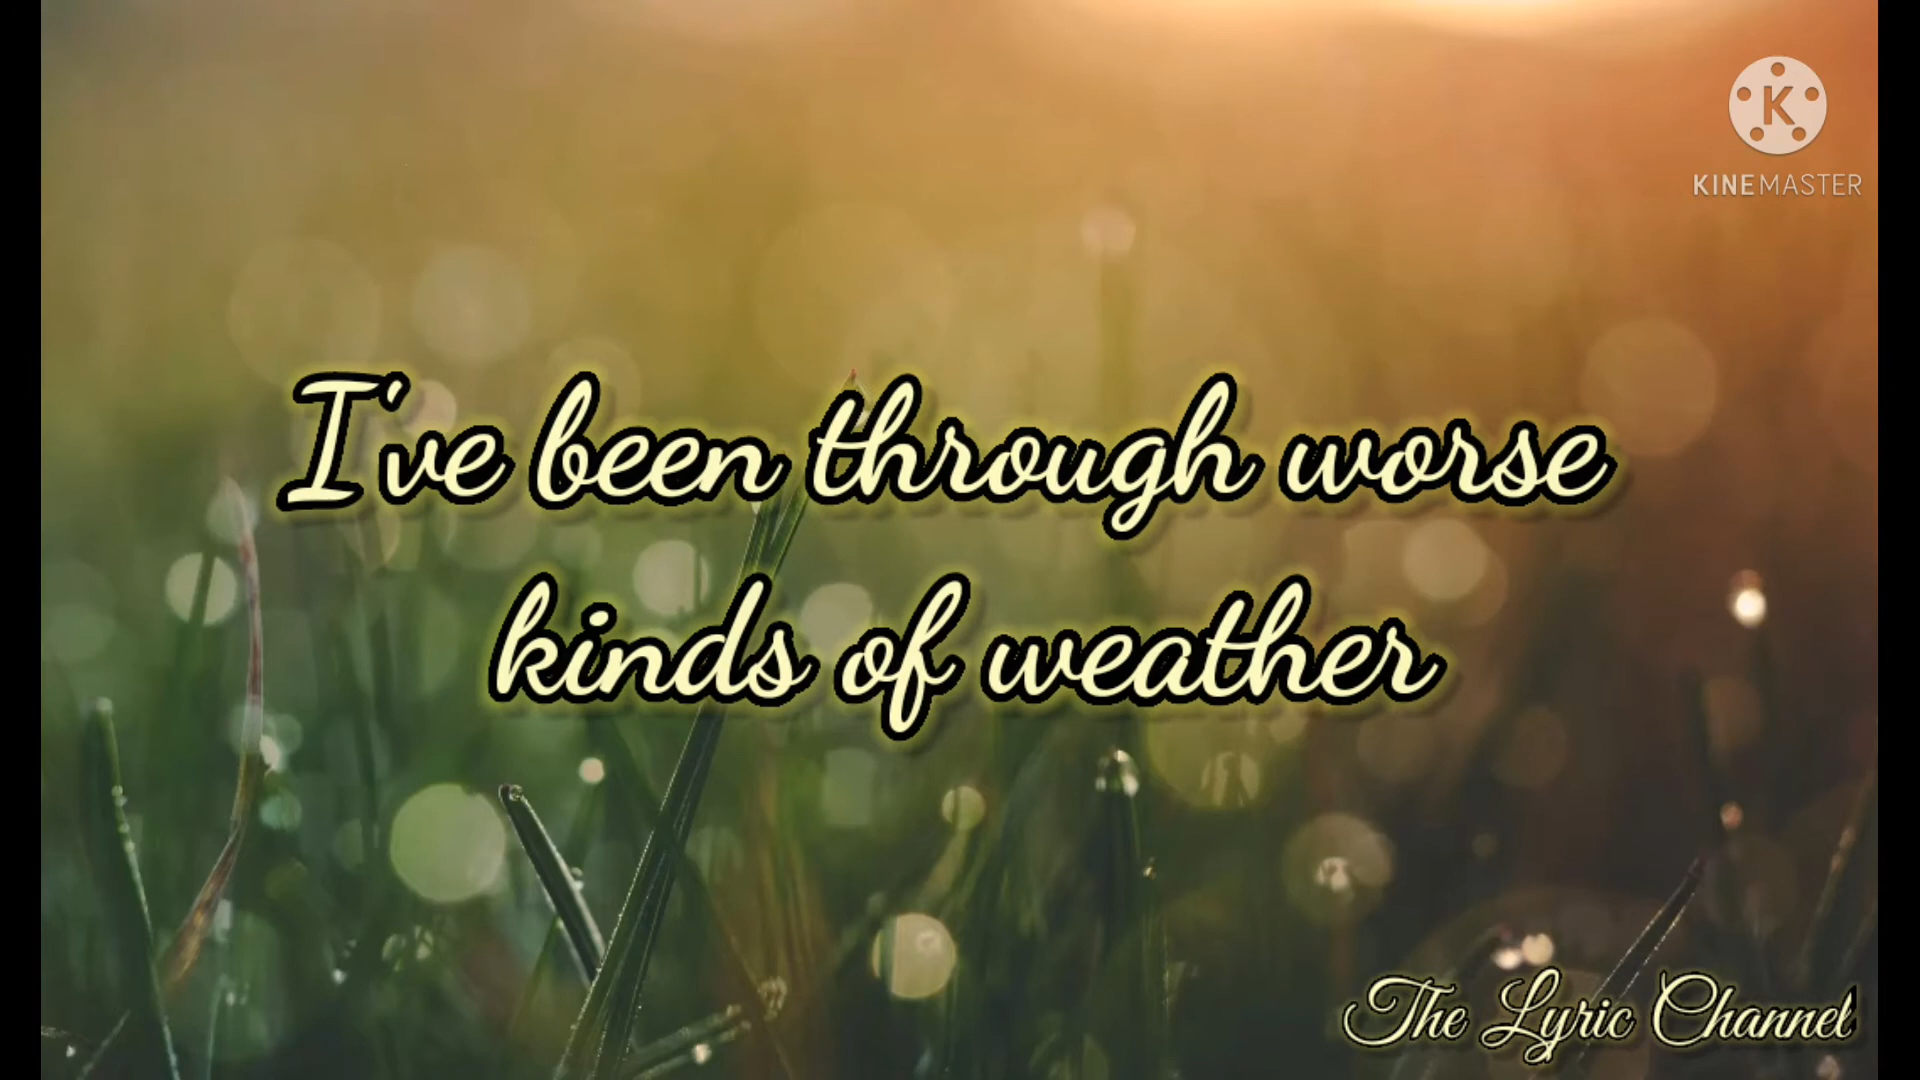 K
KINEMASTER
I've been through worse
kinds of weather
The Lyric Channel